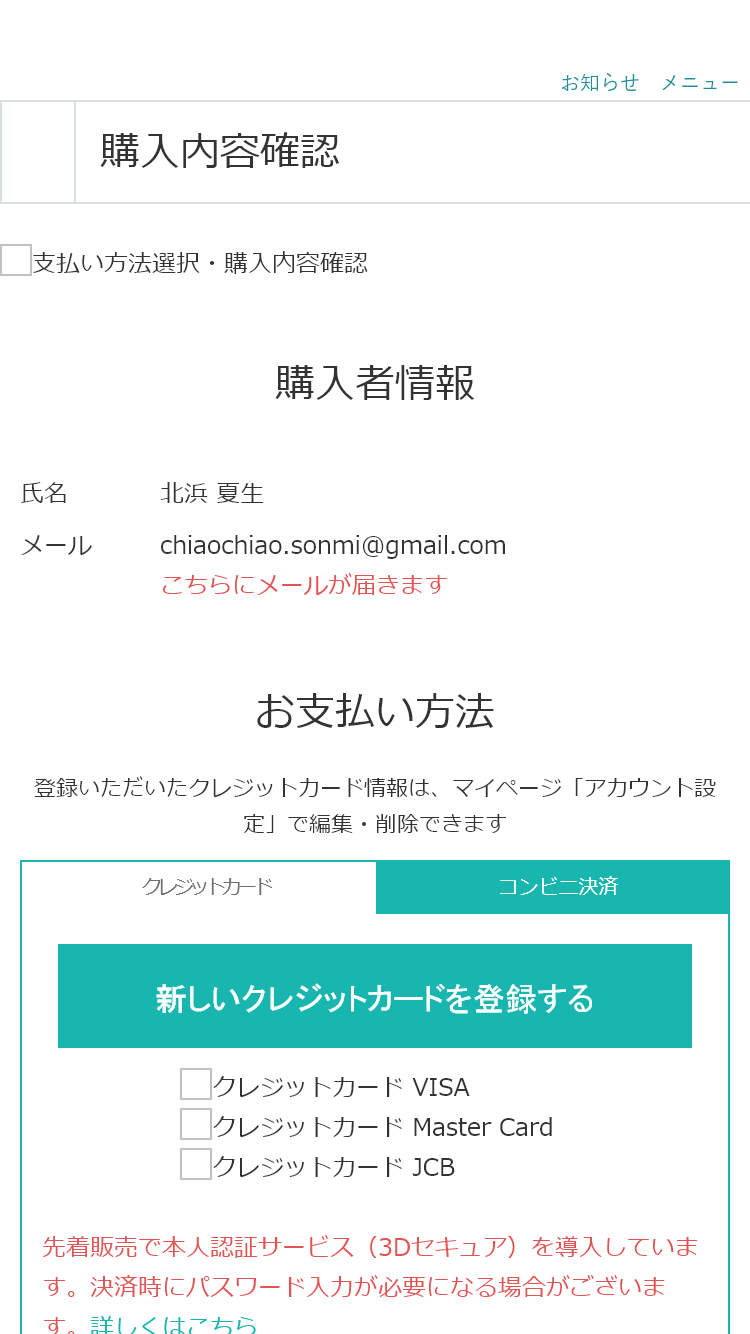 お知らせ　メニュー
購入内容確認
支払い方法選択・購入内容確認
購入者情報
氏名　北浜 夏生
メール　chiaochiao.sonmi@gmail.com
こちらにメールが届きます
お支払い方法
登録いただいたクレジットカード情報は、マイページ「アカウント設
定」で編集・削除できます
クレジットカード　コンビニ決済
新しいクレジットカードを登録する
クレジットカード VISA
クレジットカード Master Card
クレジットカード JCB
先着販売で本人認証サービス（3Dセキュア）を導入していま
す。決済時にパスワード入力が必要になる場合がございま
す。詳しくはこちら